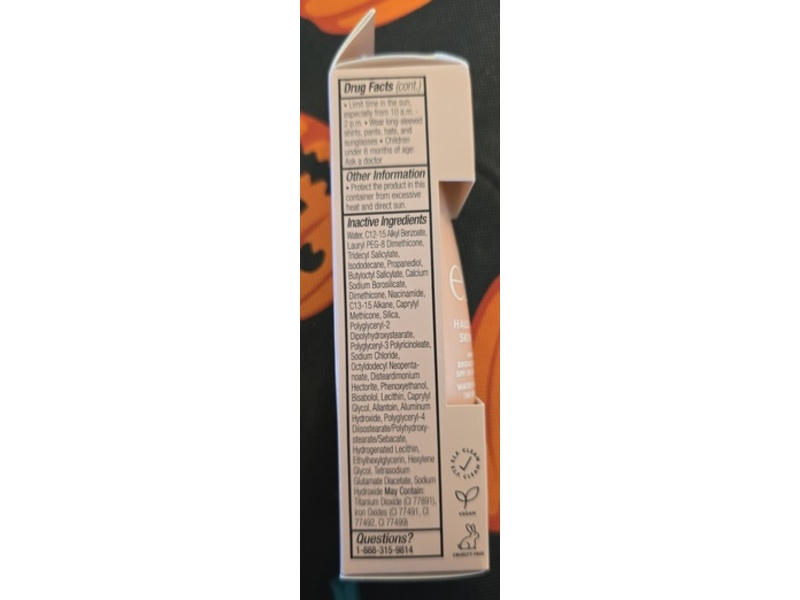 Drug Facts (cont.)
• Limit time in the sun,
especially from 10 a.m. -
2 p.m. • Wear long-sleeved
shirts, pants, hats, and
sunglasses • Children
under 6 months of age:
Ask a doctor
Other Information
• Protect the product in this
container from excessive
heat and direct sun.
Inactive Ingredients
Water, C12-15 Alkyl Benzoate,
Lauryl PEG-8 Dimethicone,
Tridecyl Salicylate,
Isododecane, Propanediol,
Butyloctyl Salicylate, Calcium
Sodium Borosilicate,
Dimethicone, Niacinamide,
C13-15 Alkane, Caprylyl
Methicone, Silica,
Polyglyceryl-2
Dipolyhydroxystearate,
Polyglyceryl-3 Polyricinoleate,
Sodium Chloride,
Octyldodecyl Neopenta-
noate, Disteardimonium
Hectorite, Phenoxyethanol,
Bisabolol, Lecithin, Caprylyl
Glycol, Allantoin, Aluminum
Hydroxide, Polyglyceryl-4
Diisostearate/Polyhydroxy-
stearate/Sebacate,
Hydrogenated Lecithin,
Ethylhexylglycerin, Hexylene
Glycol, Tetrasodium
Glutamate Diacetate, Sodium
Hydroxide May Contain:
Titanium Dioxide (CI 77891),
Iron Oxides (CI 77491, CI
77492, CI 77499)
Questions?
1-888-315-9814
e
HAL
SK
SPF
E.L.F. CLEAN
E.L.F. CLEAN
VEGAN
CRUELTY FREE